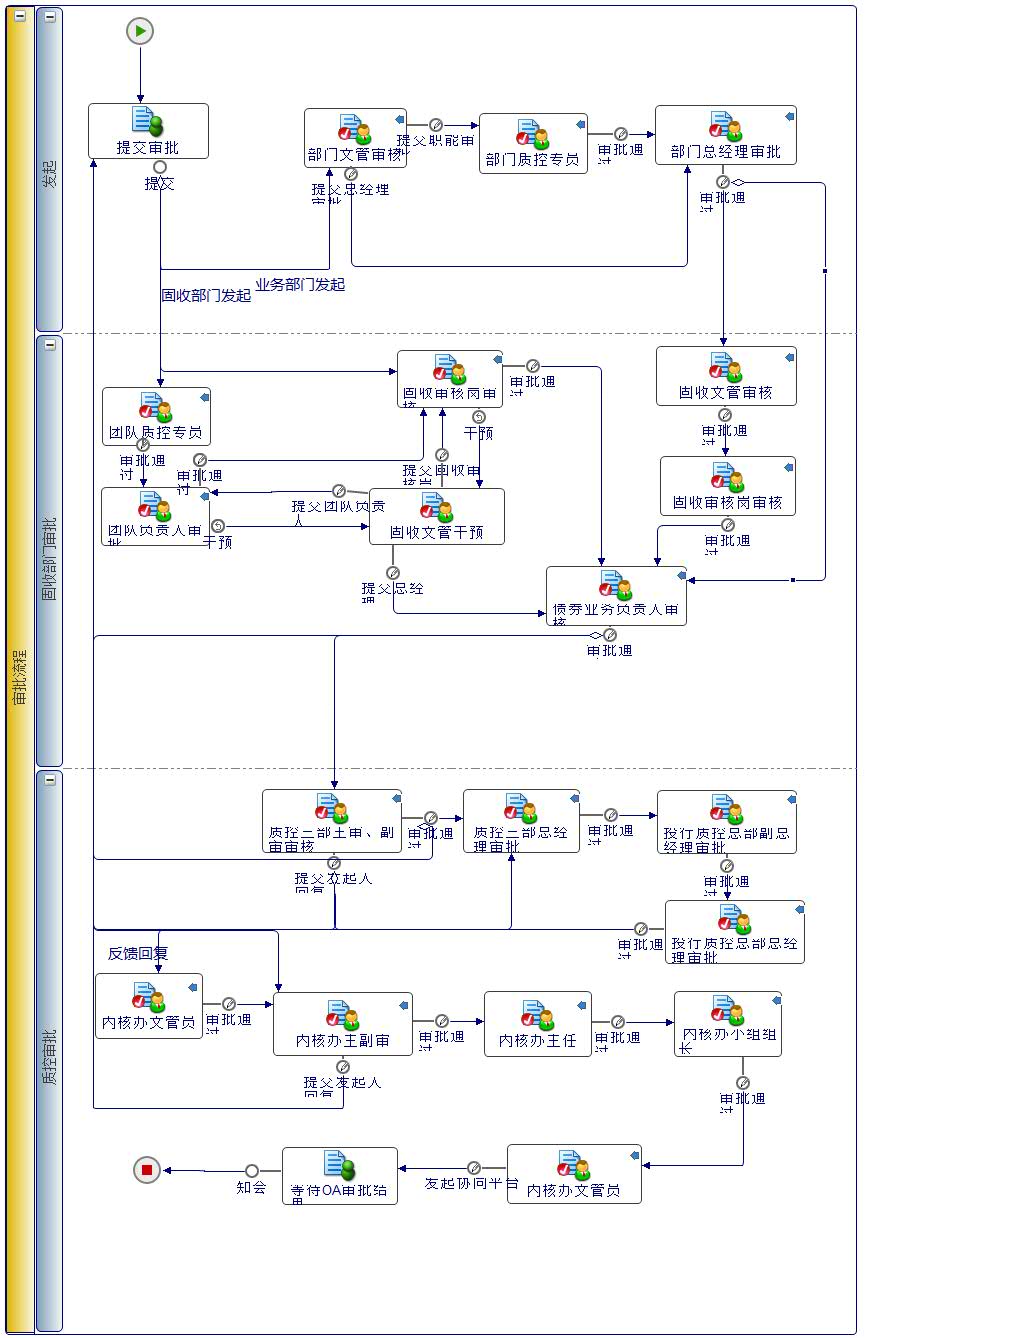 审批流程
发起
提交审批
提交
部门文管审核
提交职能审
部门质控专员
审批通过
部门总经理审批
提交总经理
审批
审批通过
业务部门发起
固收部门发起
固收部门审批
固收审核岗审
核
审批通过
干预
固收文管审核
审批通过
团队质控专员
审批通过
审批通过
提交固收审
核岗
固收审核岗审核
审批通过
团队负责人审
批
干预
提交团队负责
人
固收文管干预
提交总经
理
债券业务负责人审
核
审批通
质控审批
质控二部主审、副
审审核
审批通过
质控二部总经
理审批
审批通过
投行质控总部副总
经理审批
提交发起人
回复
审批通过
投行质控总部总经
理审批
审批通过
反馈回复
内核办文管员
审批通过
内核办主副审
审批通过
内核办主任
审批通过
内核办小组组
长
提交发起人
回复
审批通过
内核办文管员
发起协同平台
等待OA审批结
果
知会